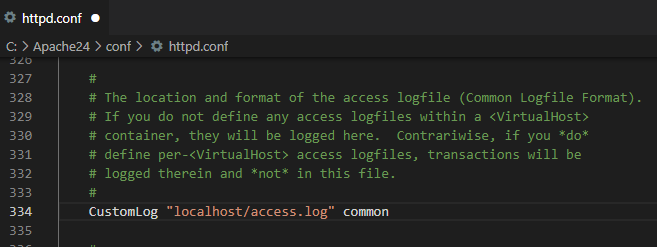 httpd.conf
C: > Apache24 > conf > httpd.conf
326
327 #
328 # The location and format of the access logfile (Common Logfile Format).
329 # If you do not define any access logfiles within a <VirtualHost>
330 # container, they will be logged here.  Contrariwise, if you *do*
331 # define per-<VirtualHost> access logfiles, transactions will be
332 # logged therein and *not* in this file.
333 #
334 CustomLog "localhost/access.log" common
335